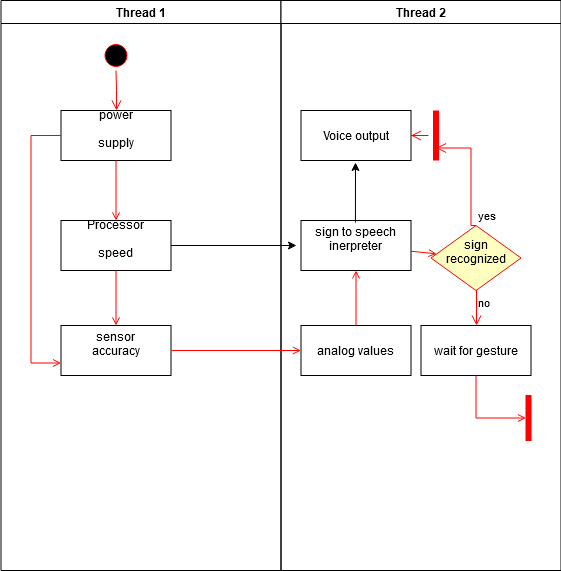 Thread 1
Thread 2
power
supply
Voice output
yes
Processor
speed
sign to speech
inerpreter
sign
recognized
no
sensor
accuracy
analog values
wait for gesture